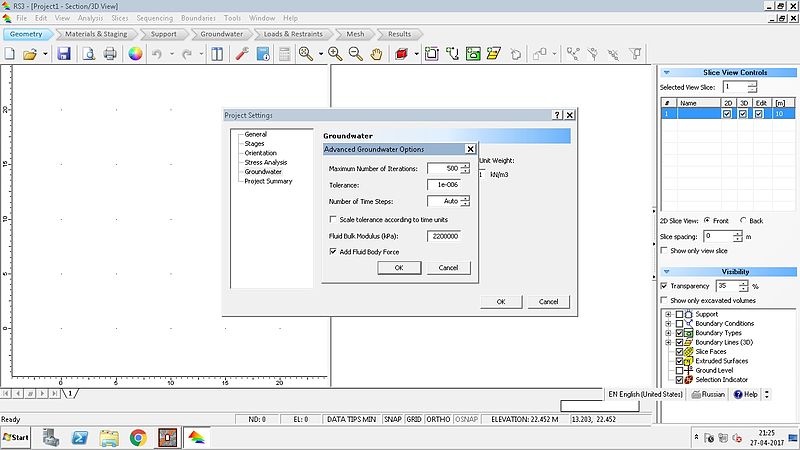 RS3 - [Project1 - Section/3D View]
File Edit View Analysis Slices Sequencing Boundaries Tools Window Help
Geometry Materials & Staging Support Groundwater Loads & Restraints Mesh Results
Slice View Controls
Selected View Slice: 1
# Name 2D 3D Edit [m]
1 10
2D Slice View: Front Back
Slice spacing: 0 m
Show only view slice
Visibility
Transparency 35 %
Show only excavated volumes
Support
Boundary Conditions
Boundary Types
Boundary Lines (3D)
Slice Faces
Extruded Surfaces
Ground Level
Selection Indicator
Project Settings
General
Stages
Orientation
Stress Analysis
Groundwater
Project Summary
Groundwater
Unit Weight:
1 kN/m3
Advanced Groundwater Options
Maximum Number of Iterations: 500
Tolerance: 1e-006
Number of Time Steps: Auto
Scale tolerance according to time units
Fluid Bulk Modulus (kPa): 2200000
Add Fluid Body Force
OK Cancel
OK Cancel
20
15
10
5
0
0 5 10 15 20
1
EN English (United States) Russian Help
Ready ND: 0 EL: 0 DATA TIPS MIN SNAP GRID ORTHO OSNAP ELEVATION: 22.452 M 13.203, 22.452
Start
21:25
27-04-2017